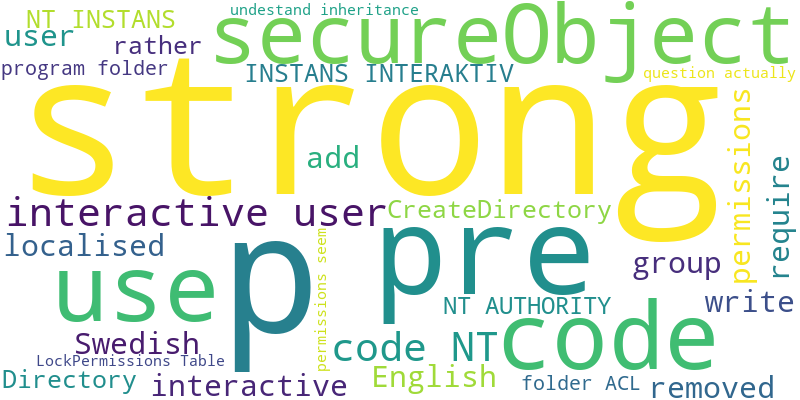 NT INSTANS
undestand inheritance
secureObject
user
rather
program folder
INSTANS INTERAKTIV
question actually
strong
add
permissions
require
interactive user
CreateDirectory
localised
p
pre
use
permissions seem
group
NT AUTHORITY
write
code
Swedish
code NT
LockPermissions Table
Directory
interactive
English
folder ACL
removed